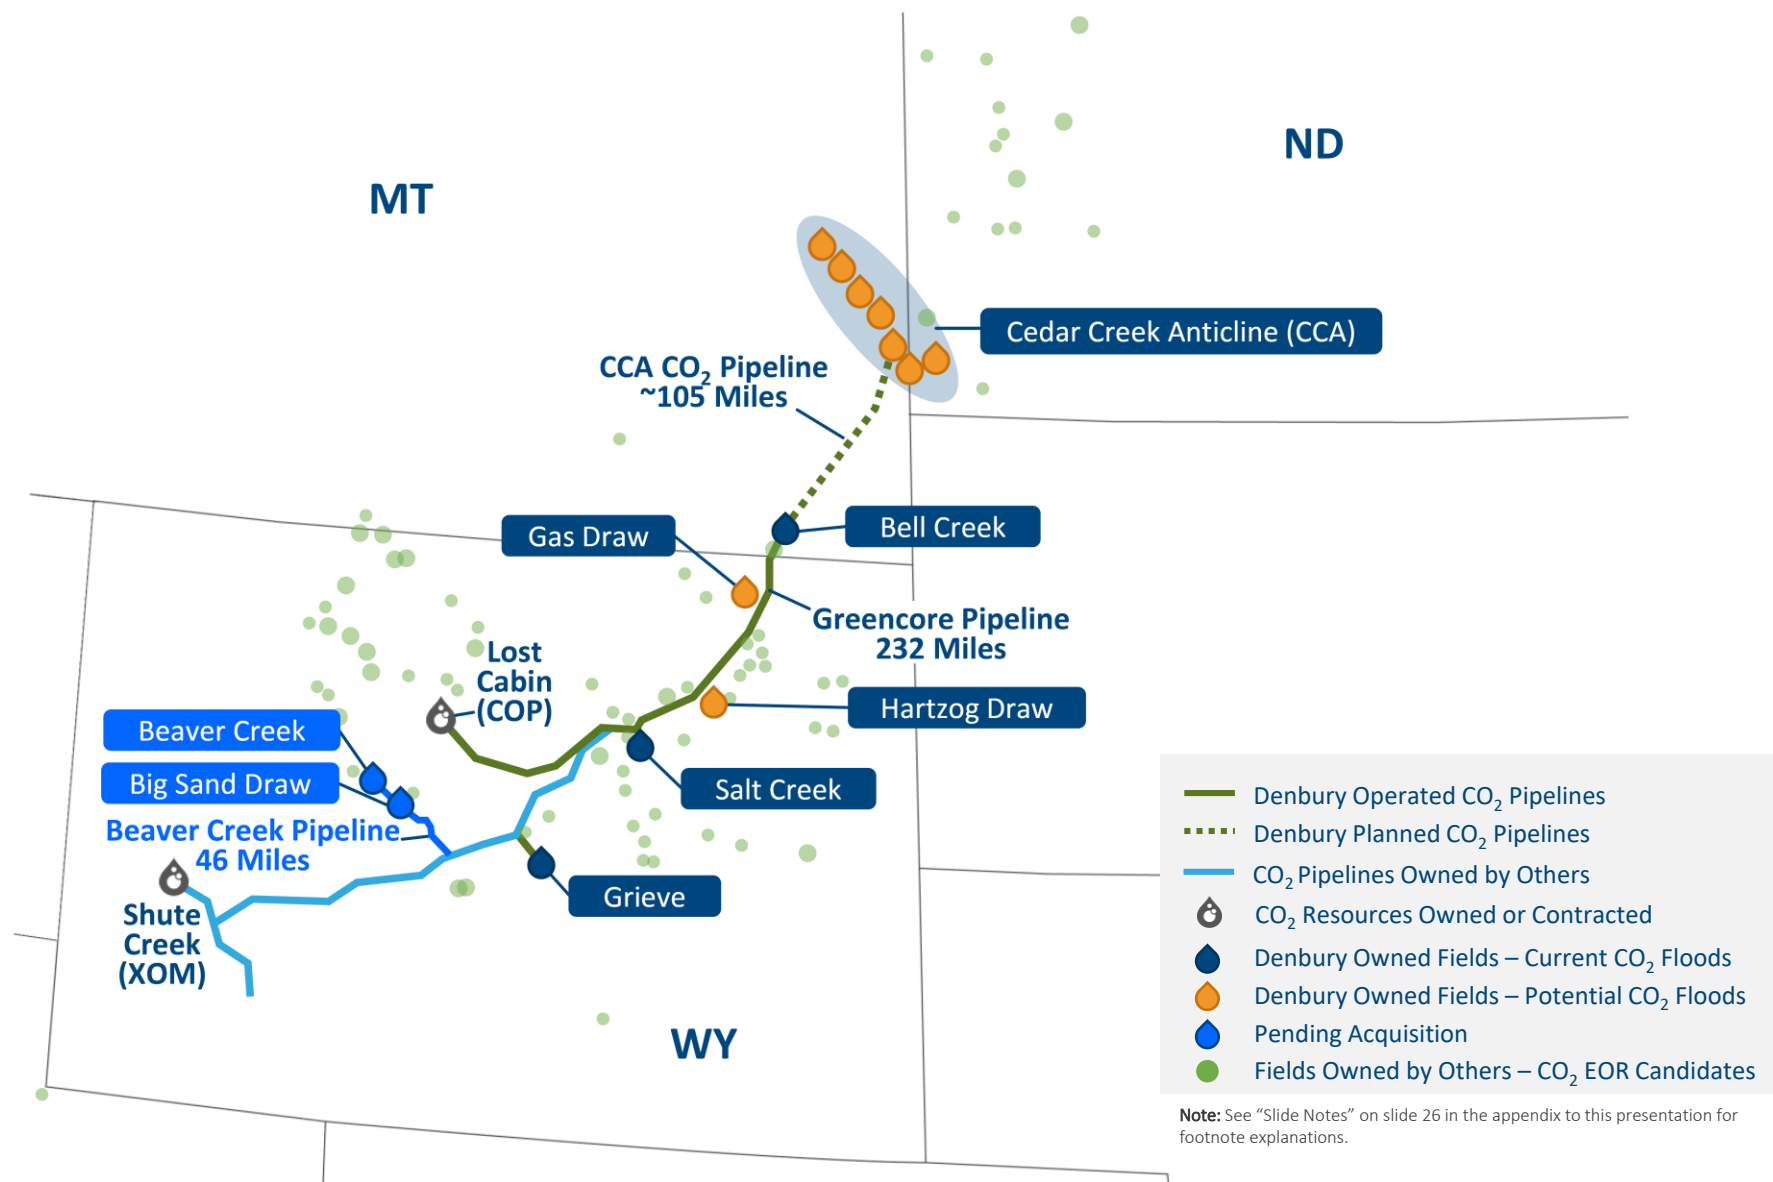 MT
ND
Cedar Creek Anticline (CCA)
CCA CO₂ Pipeline
~105 Miles
Gas Draw
Bell Creek
Greencore Pipeline
232 Miles
Lost
Cabin
(COP)
Hartzog Draw
Beaver Creek
Big Sand Draw
Salt Creek
Beaver Creek Pipeline
46 Miles
Grieve
Shute
Creek
(XOM)
WY
Denbury Operated CO₂ Pipelines
Denbury Planned CO₂ Pipelines
CO₂ Pipelines Owned by Others
CO₂ Resources Owned or Contracted
Denbury Owned Fields – Current CO₂ Floods
Denbury Owned Fields – Potential CO₂ Floods
Pending Acquisition
Fields Owned by Others – CO₂ EOR Candidates
Note: See “Slide Notes” on slide 26 in the appendix to this presentation for
footnote explanations.